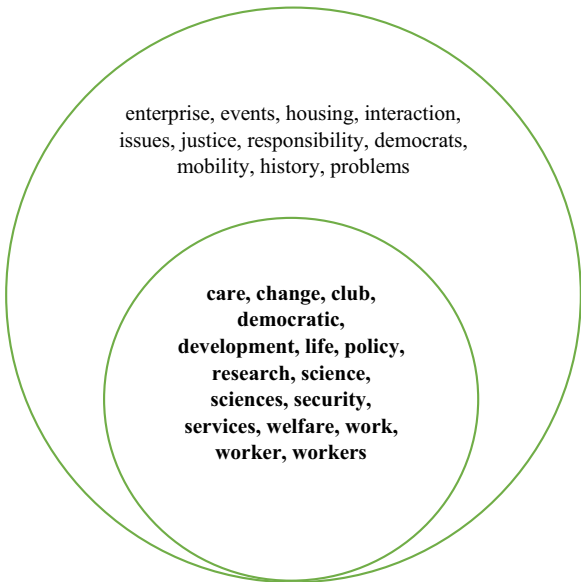 enterprise, events, housing, interaction,
issues, justice, responsibility, democrats,
mobility, history, problems
care, change, club,
democratic,
development, life, policy,
research, science,
sciences, security,
services, welfare, work,
worker, workers